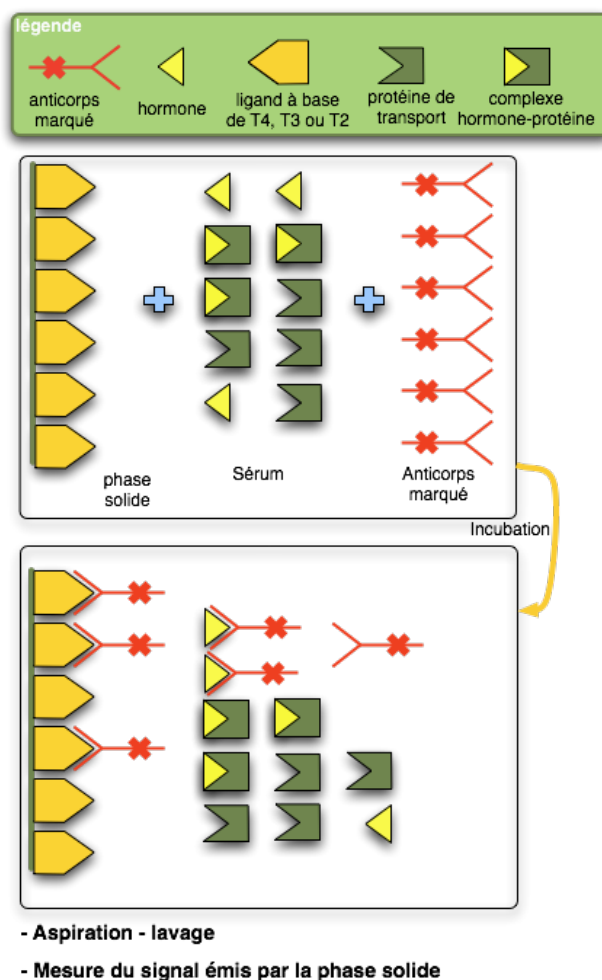 légende
anticorps
marqué
hormone
ligand à base
de T4, T3 ou T2
protéine de
transport
complexe
hormone-protéine
phase
solide
Sérum
Anticorps
marqué
Incubation
- Aspiration - lavage
- Mesure du signal émis par la phase solide